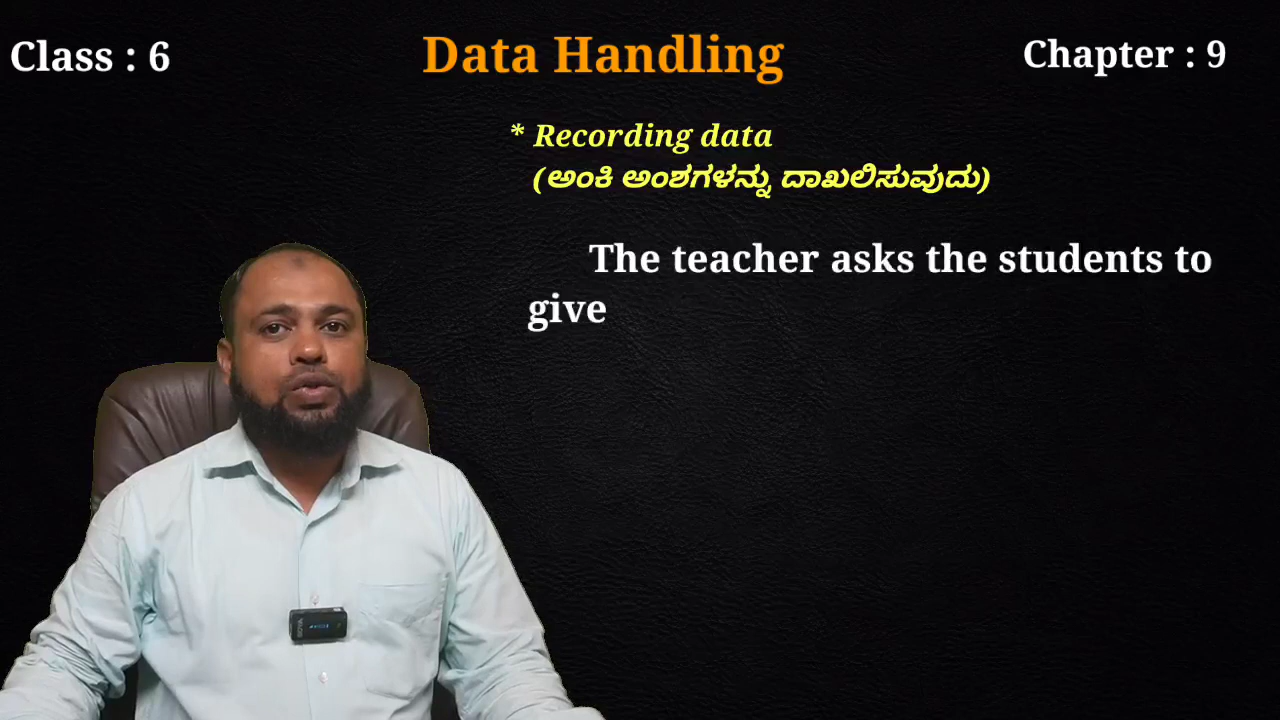 Class : 6
Data Handling
Chapter : 9
* Recording data
(ಅಂಕಿ ಅಂಶಗಳನ್ನು ದಾಖಲಿಸುವುದು)
The teacher asks the students to
give